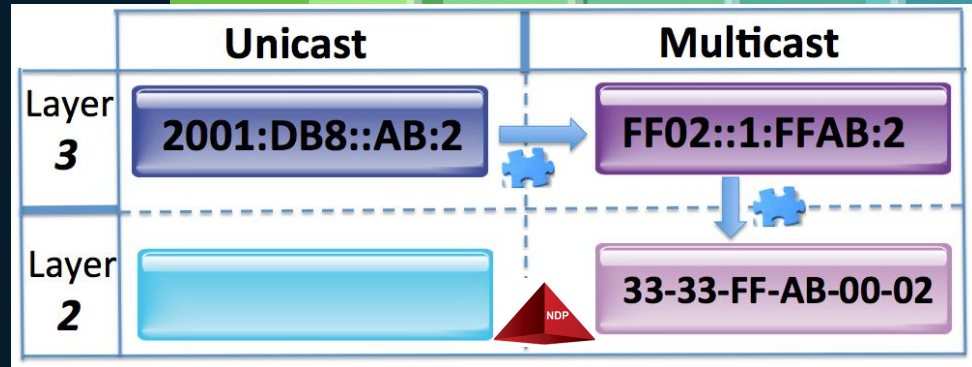 Unicast
Multicast
Layer
3
2001:DB8::AB:2
FF02::1:FFAB:2
Layer
2
NDP
33-33-FF-AB-00-02